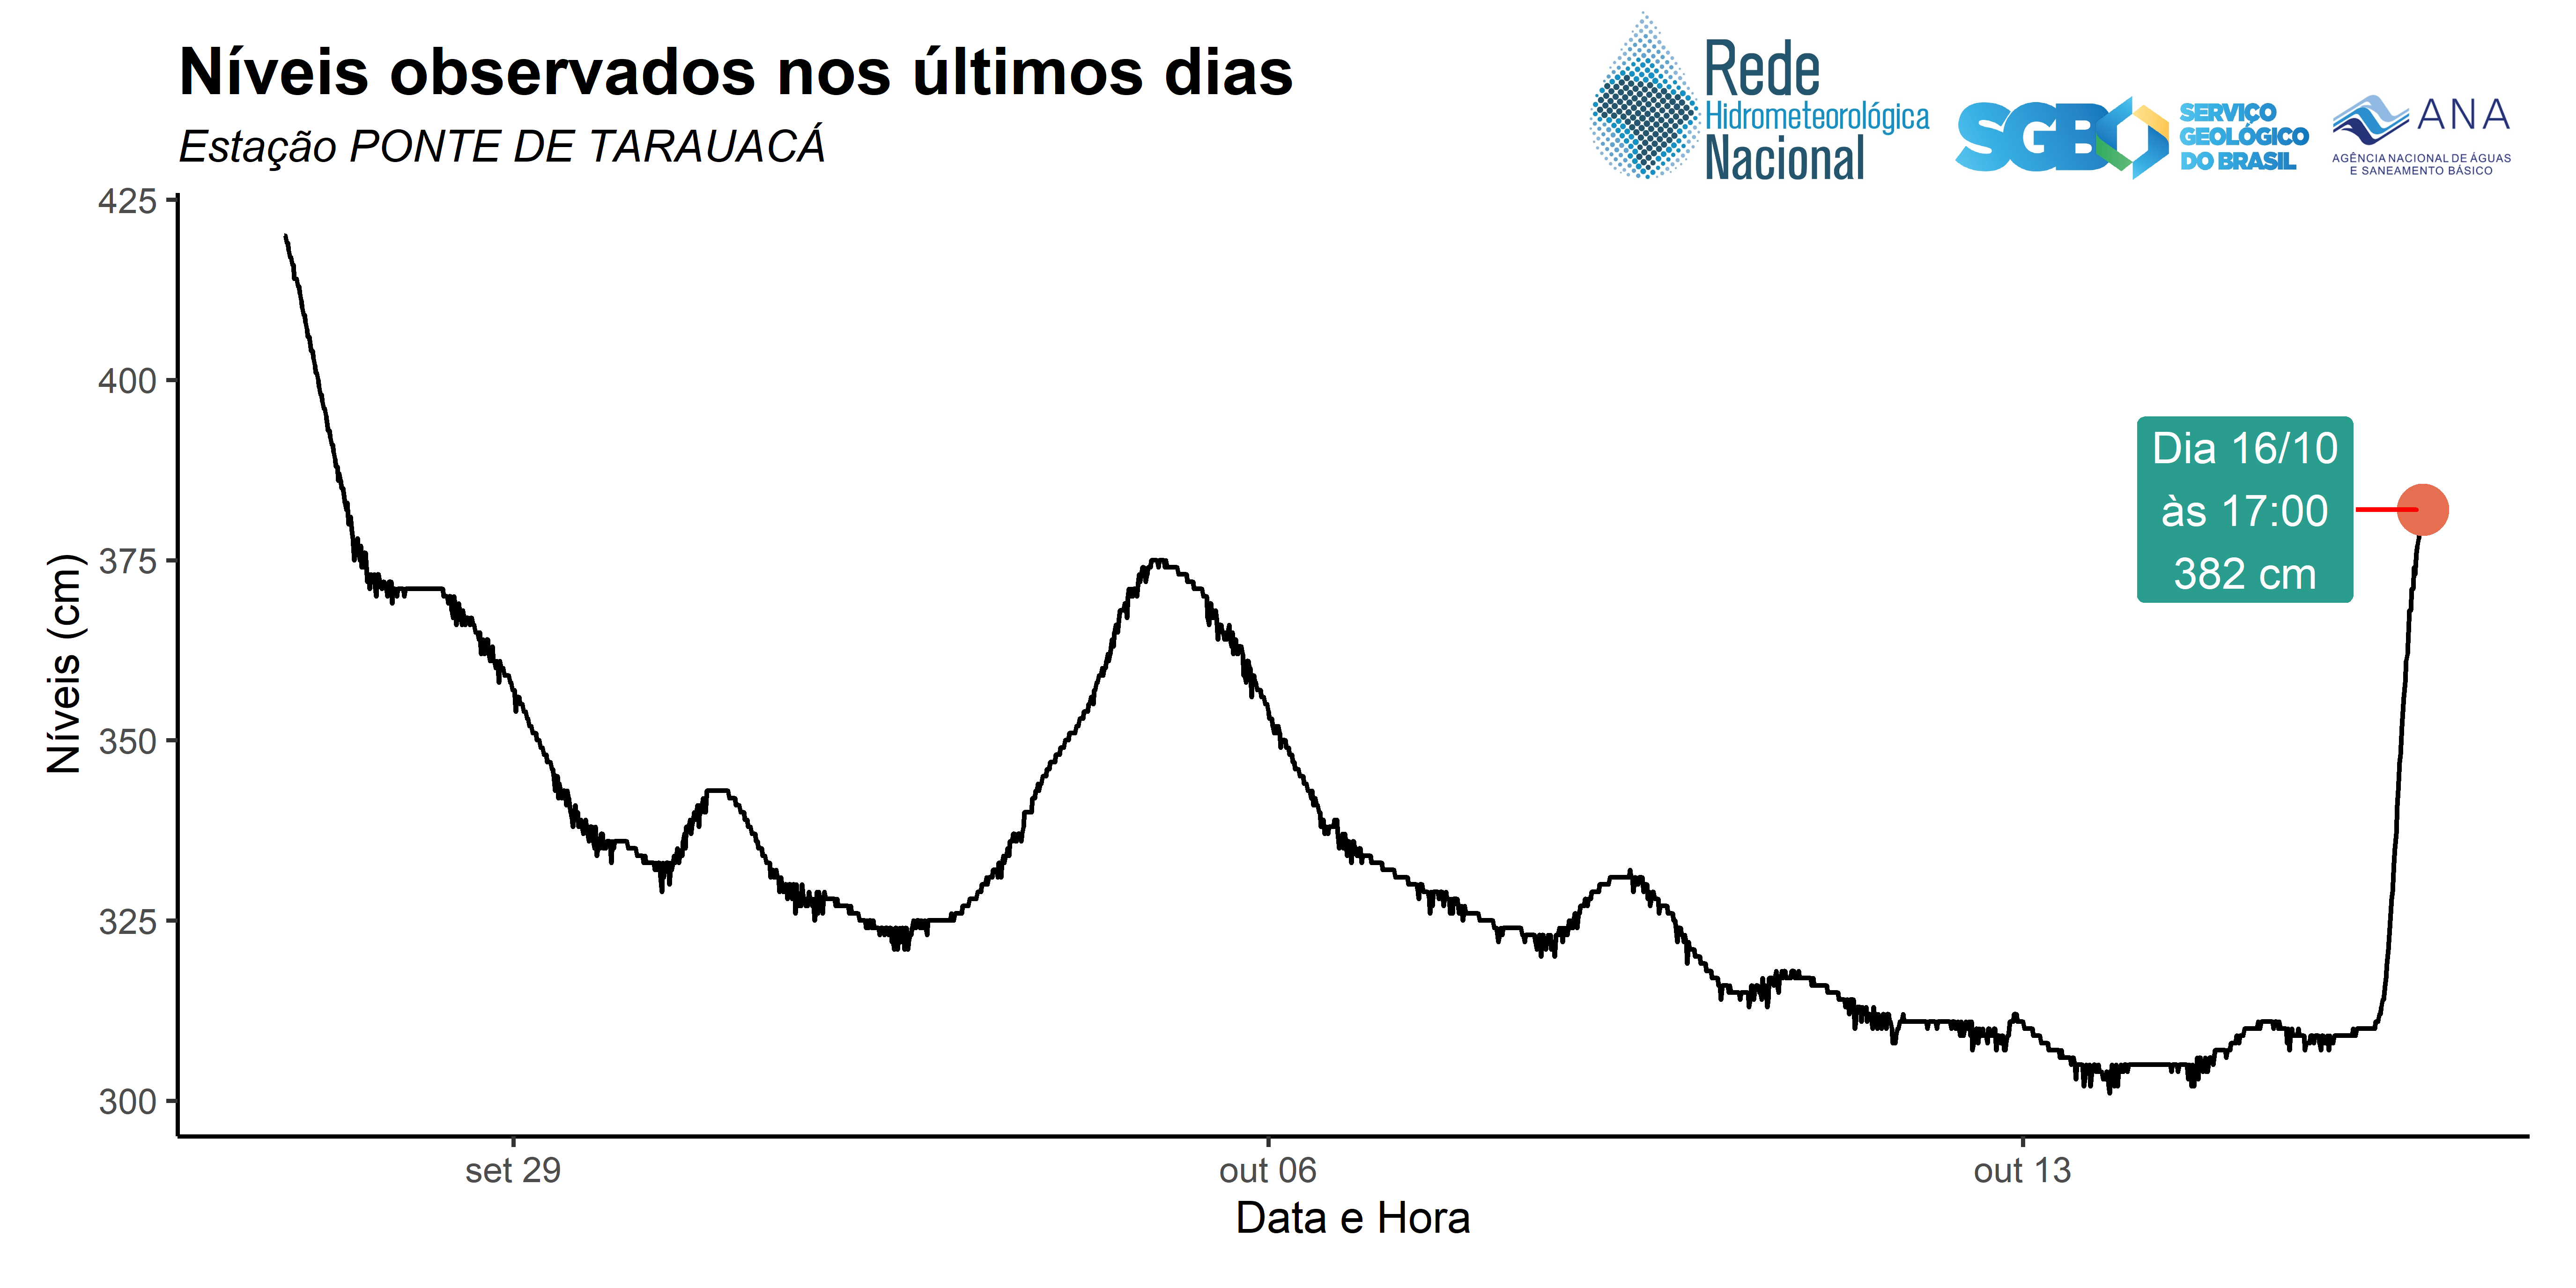 Níveis observados nos últimos dias
Estação PONTE DE TARAUACÁ
Rede
Hidrometeorológica
Nacional
SGB
SERVIÇO
GEOLÓGICO
DO BRASIL
ANA
AGÊNCIA NACIONAL DE ÁGUAS
E SANEAMENTO BÁSICO
Níveis (cm)
425
400
375
350
325
300
Dia 16/10
às 17:00
382 cm
set 29
out 06
out 13
Data e Hora